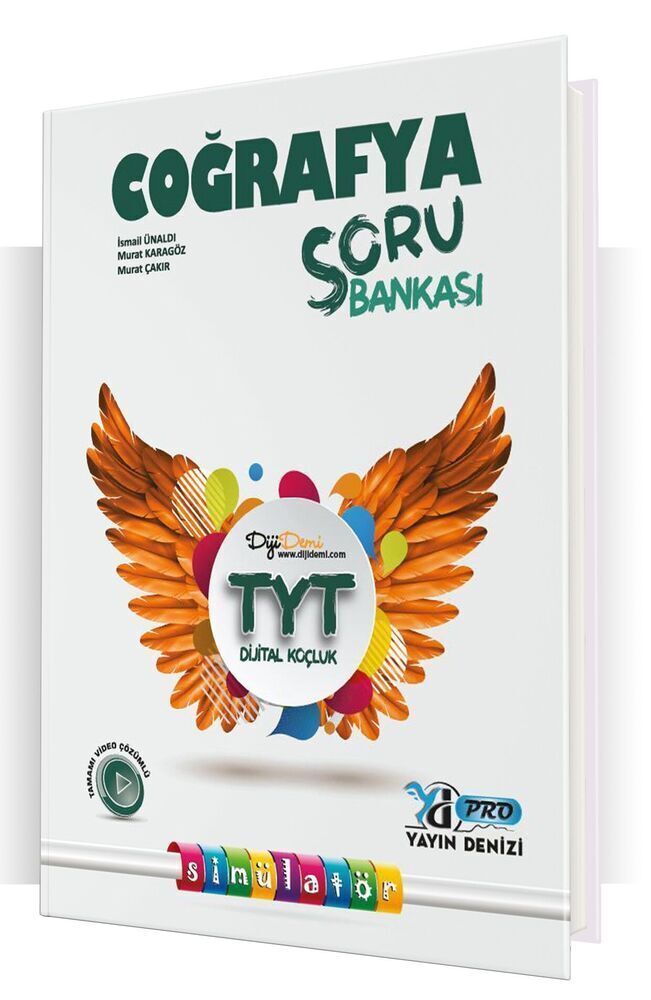 COĞRAFYA
İsmail ÜNALDI
Murat KARAGÖZ
Murat ÇAKIR
SORU
BANKASI
DijiDemi
www.dijidemi.com
TYT
DİJİTAL KOÇLUK
TAMAMI VİDEO ÇÖZÜMLÜ
Yd PRO
YAYIN DENİZİ
simülatör